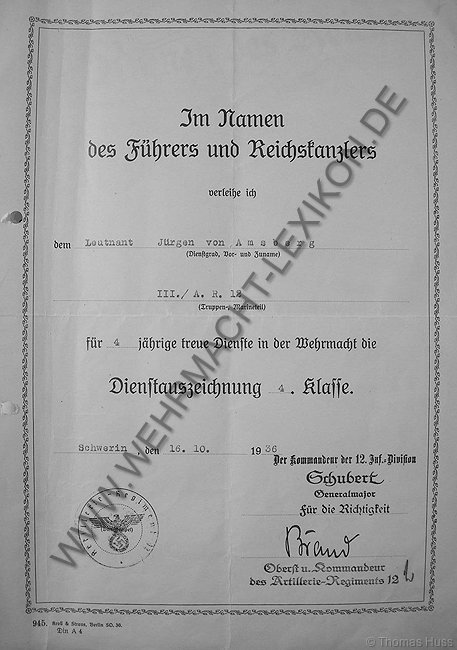 Im Namen
des Führers und Reichskanzlers
verleihe ich
dem Leutnant Jürgen von Amsberg
(Dienstgrad, Vor- und Zuname)
III./A.R. 12
(Truppen-, Marineteil)
für 4 jährige treue Dienste in der Wehrmacht die
Dienstauszeichnung 4. Klasse.
Schwerin, den 16.10. 1936
Der Kommandeur der 12. Inf.-Division
Schubert
Generalmajor
Für die Richtigkeit
Brand
Oberst u. Kommandeur
des Artillerie-Regiments 12
945. Din A 4
Berlin SO. 36.
WWW.WEHRMACHT-LEXIKON.DE
© Thomas Huss